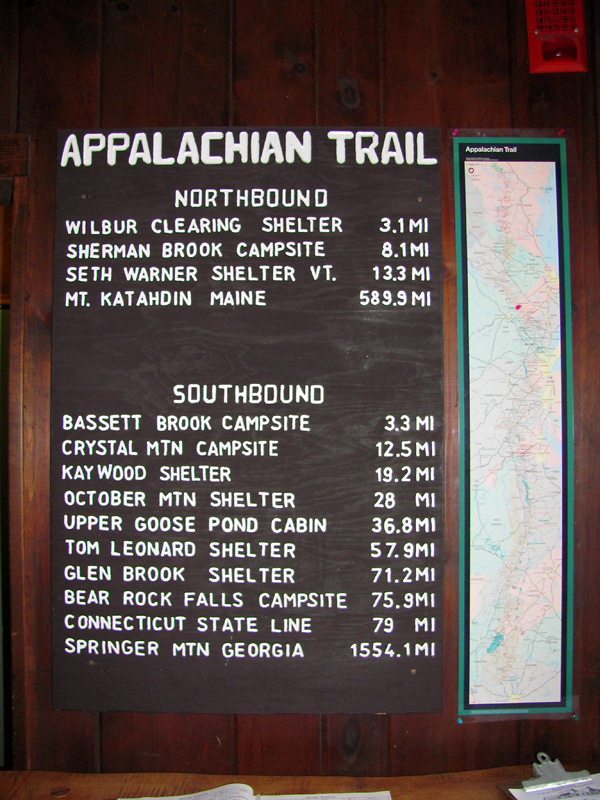 APPALACHIAN TRAIL
NORTHBOUND
WILBUR CLEARING SHELTER 3.1 MI
SHERMAN BROOK CAMPSITE 8.1 MI
SETH WARNER SHELTER VT. 13.3 MI
MT. KATAHDIN MAINE 589.9 MI
SOUTHBOUND
BASSETT BROOK CAMPSITE 3.3 MI
CRYSTAL MTN CAMPSITE 12.5 MI
KAY WOOD SHELTER 19.2 MI
OCTOBER MTN SHELTER 28 MI
UPPER GOOSE POND CABIN 36.8 MI
TOM LEONARD SHELTER 57.9 MI
GLEN BROOK SHELTER 71.2 MI
BEAR ROCK FALLS CAMPSITE 75.9 MI
CONNECTICUT STATE LINE 79 MI
SPRINGER MTN GEORGIA 1554.1 MI
Appalachian Trail